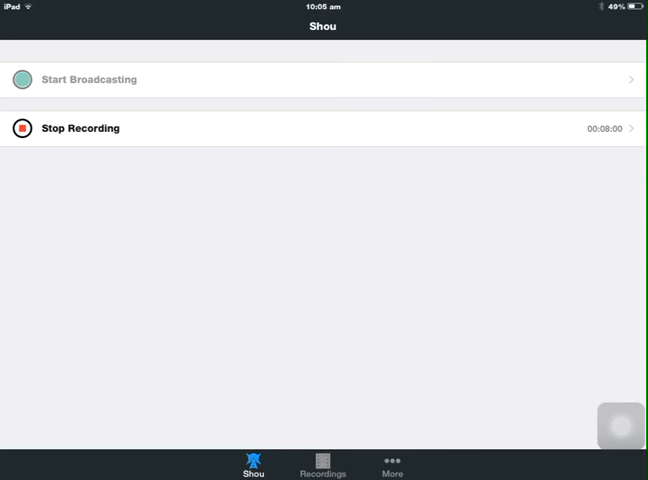 iPad 10:05 am 49%
Shou
Start Broadcasting
Stop Recording 00:08:00
Shou Recordings More